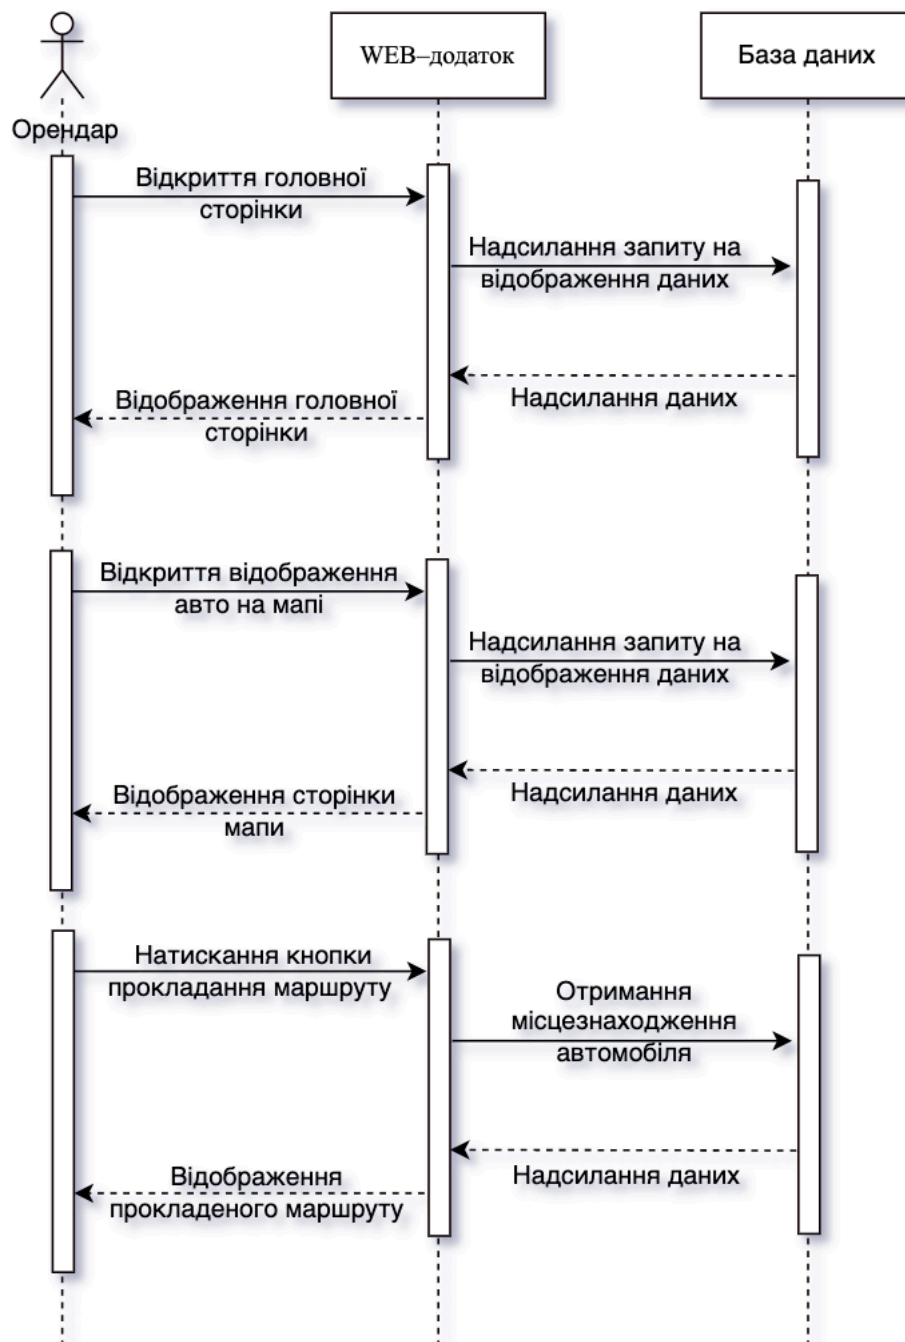 WEB–додаток
База даних
Орендар
Відкриття головної
сторінки
Надсилання запиту на
відображення даних
Надсилання даних
Відображення головної
сторінки
Відкриття відображення
авто на мапі
Надсилання запиту на
відображення даних
Надсилання даних
Відображення сторінки
мапи
Натискання кнопки
прокладання маршруту
Отримання
місцезнаходження
автомобіля
Надсилання даних
Відображення
прокладеного маршруту